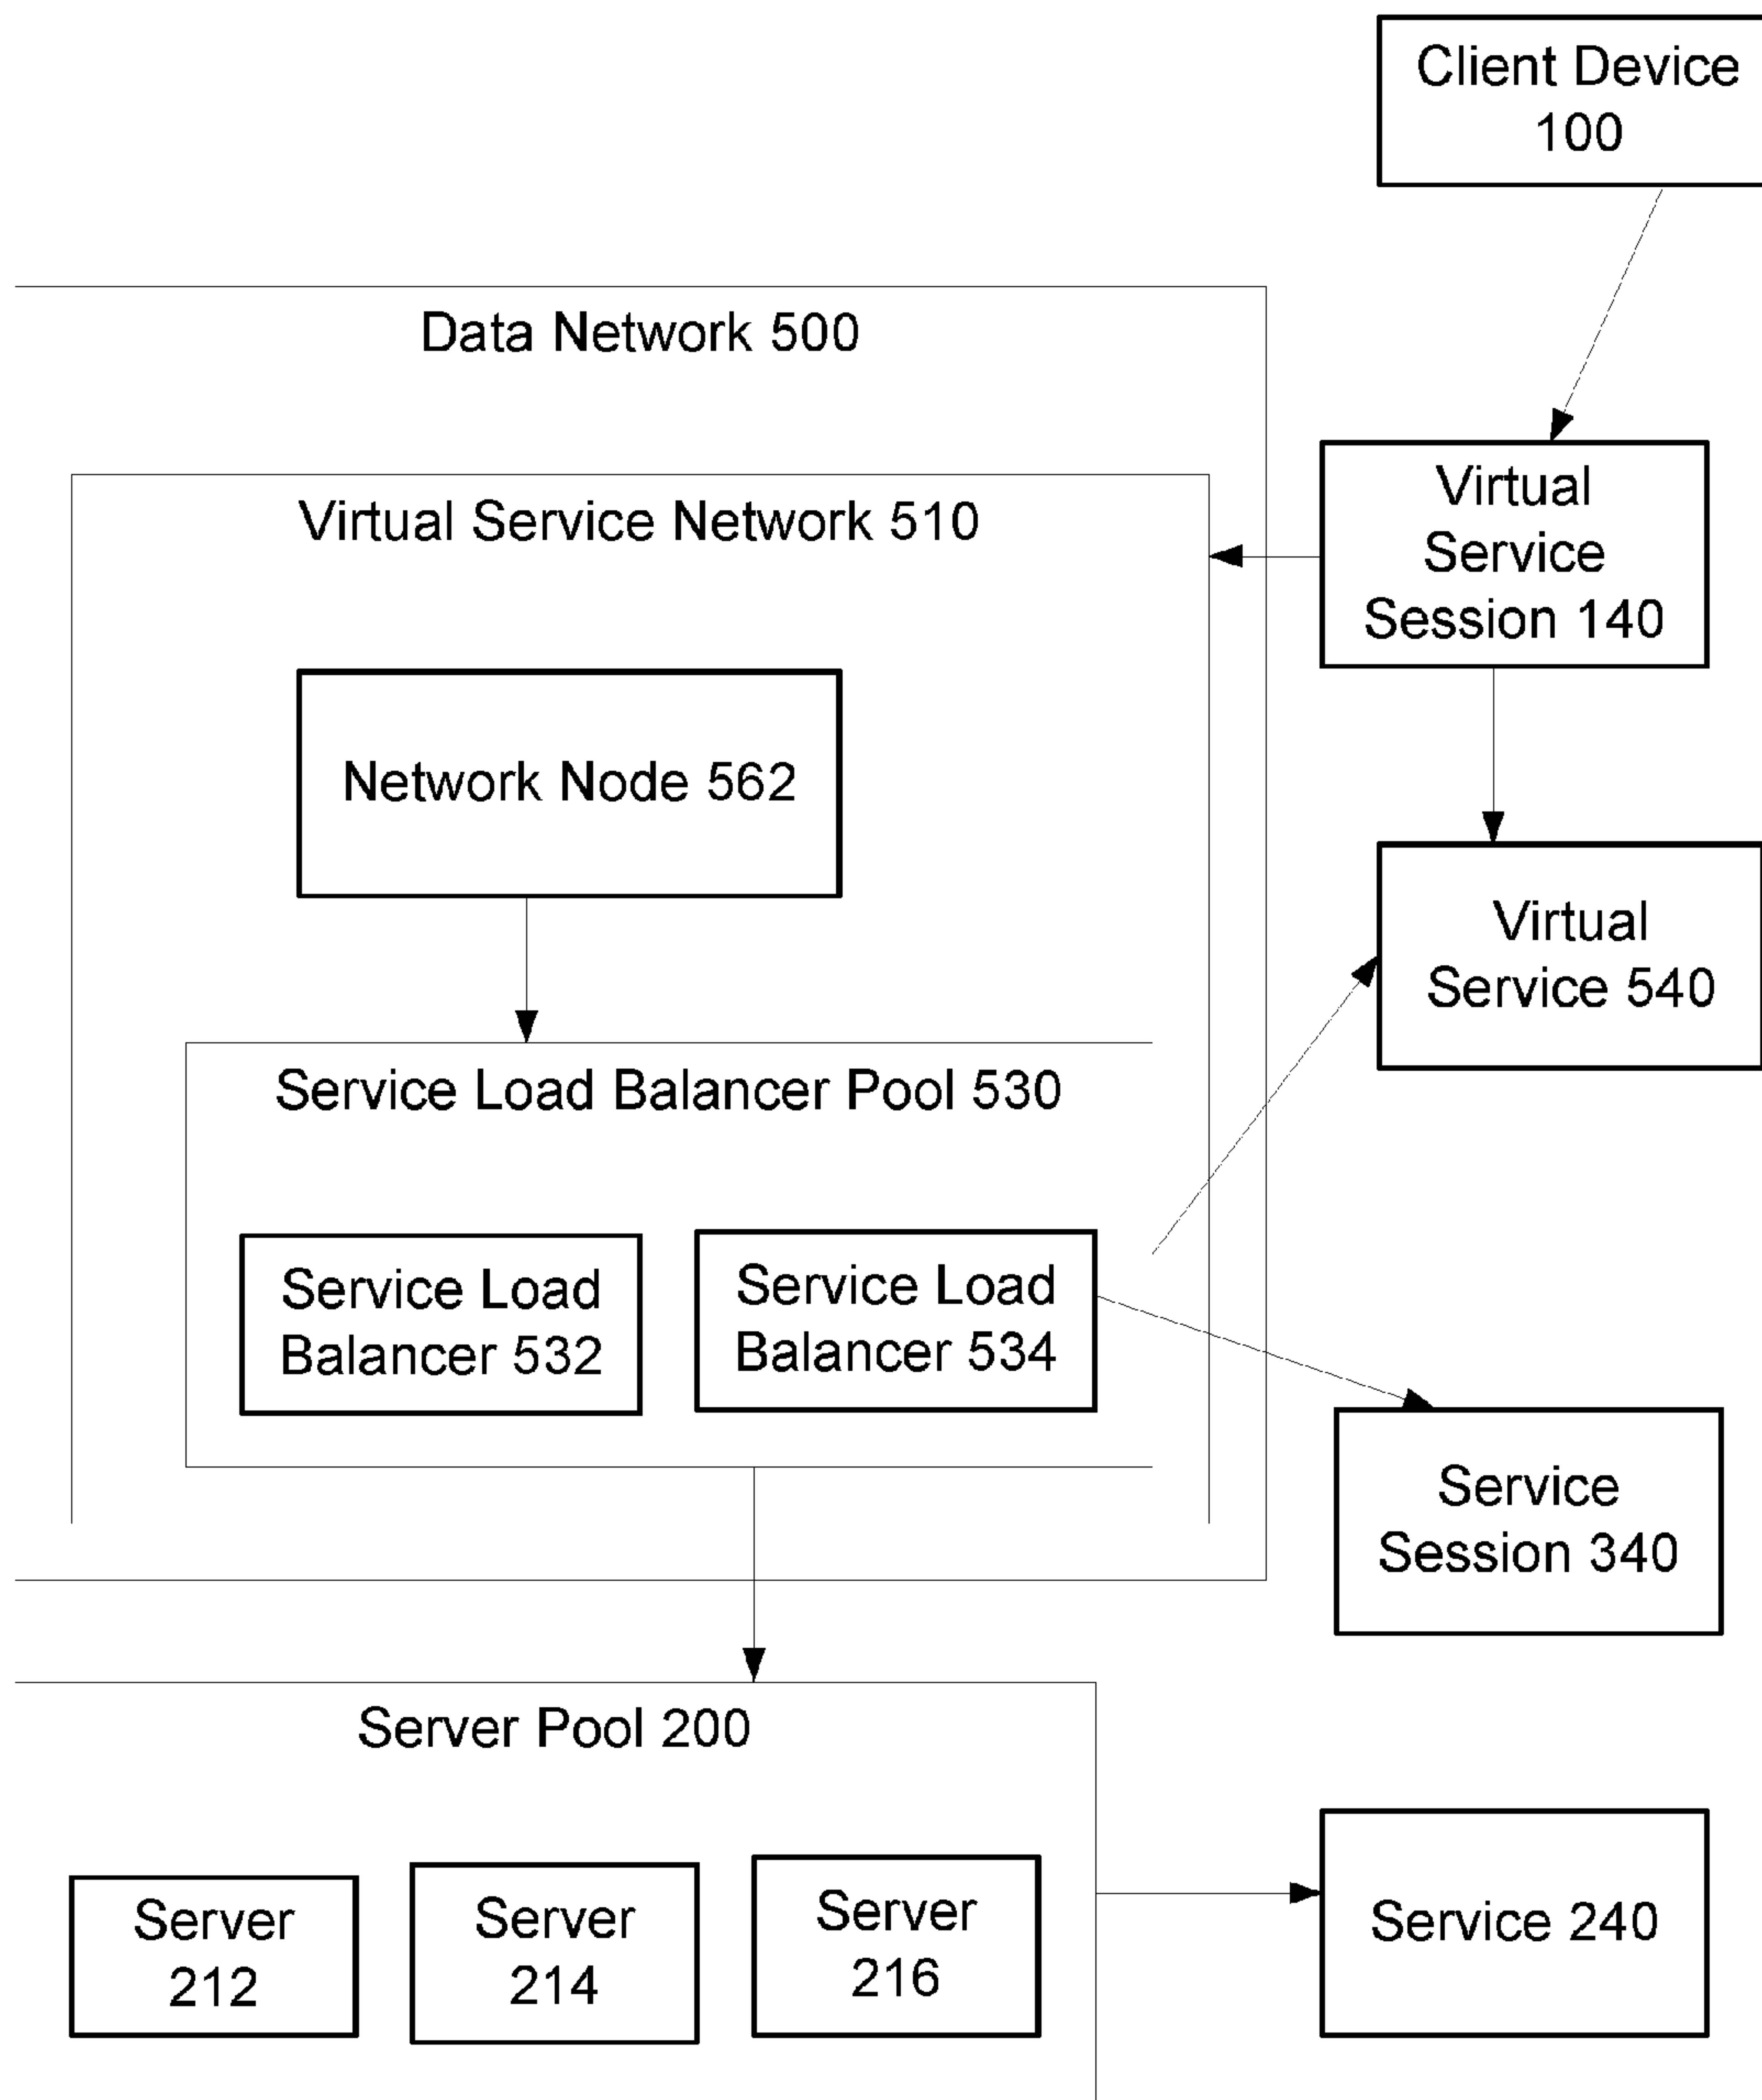 Client Device
100
Data Network 500
Virtual Service Network 510
Virtual
Service
Session 140
Network Node 562
Virtual
Service 540
Service Load Balancer Pool 530
Service Load
Balancer 532
Service Load
Balancer 534
Service
Session 340
Server Pool 200
Server
212
Server
214
Server
216
Service 240